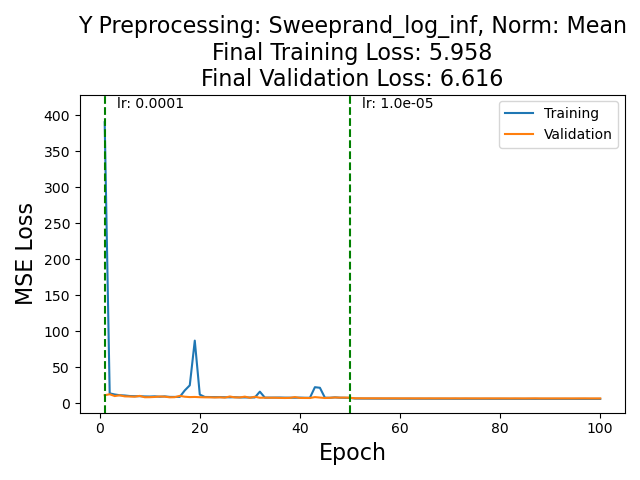 Y Preprocessing: Sweeprand_log_inf, Norm: Mean
Final Training Loss: 5.958
Final Validation Loss: 6.616
lr: 0.0001
lr: 1.0e-05
Training
Validation
MSE Loss
400
350
300
250
200
150
100
50
0
0
20
40
60
80
100
Epoch